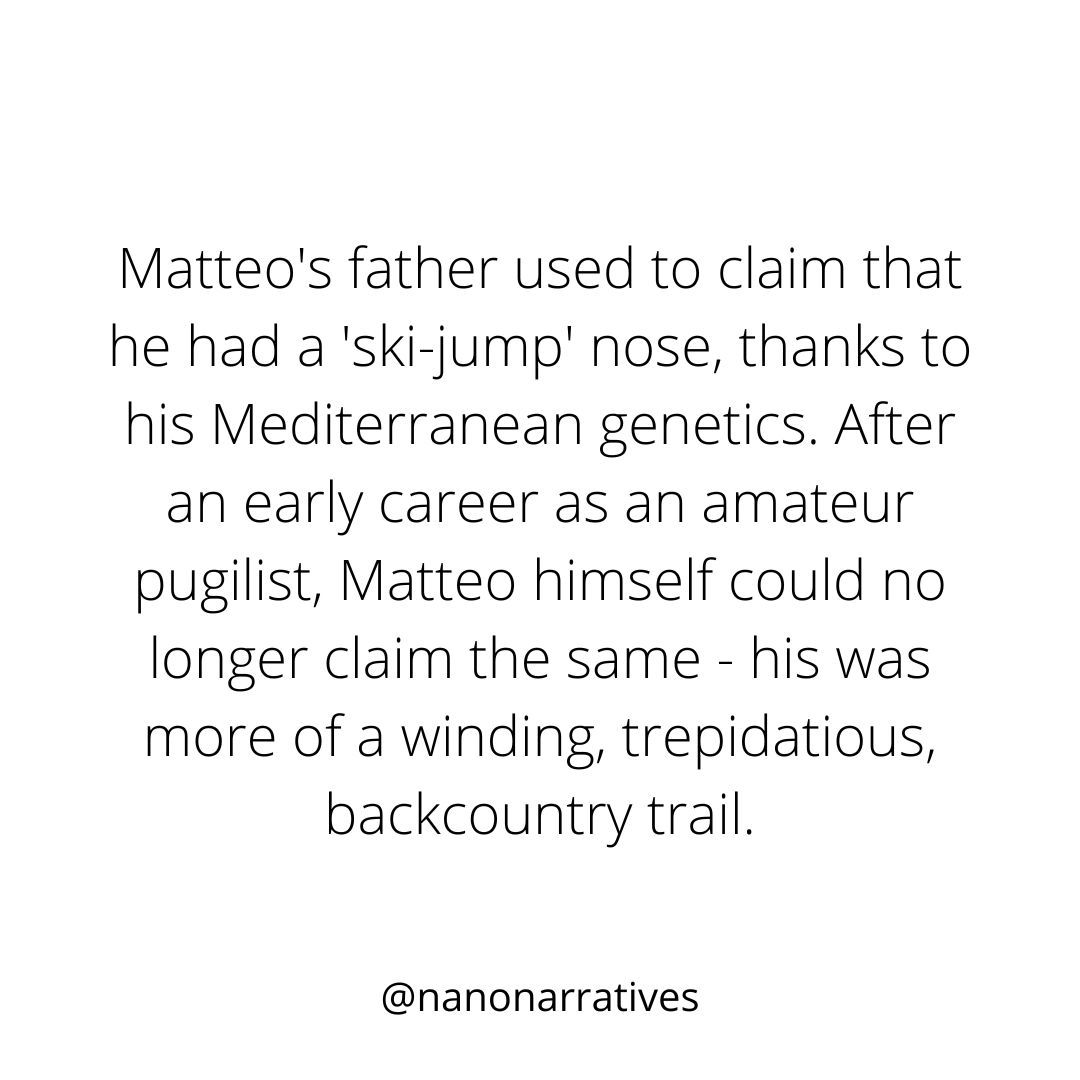 Matteo's father used to claim that
he had a 'ski-jump' nose, thanks to
his Mediterranean genetics. After
an early career as an amateur
pugilist, Matteo himself could no
longer claim the same - his was
more of a winding, trepidatious,
backcountry trail.
@nanonarratives